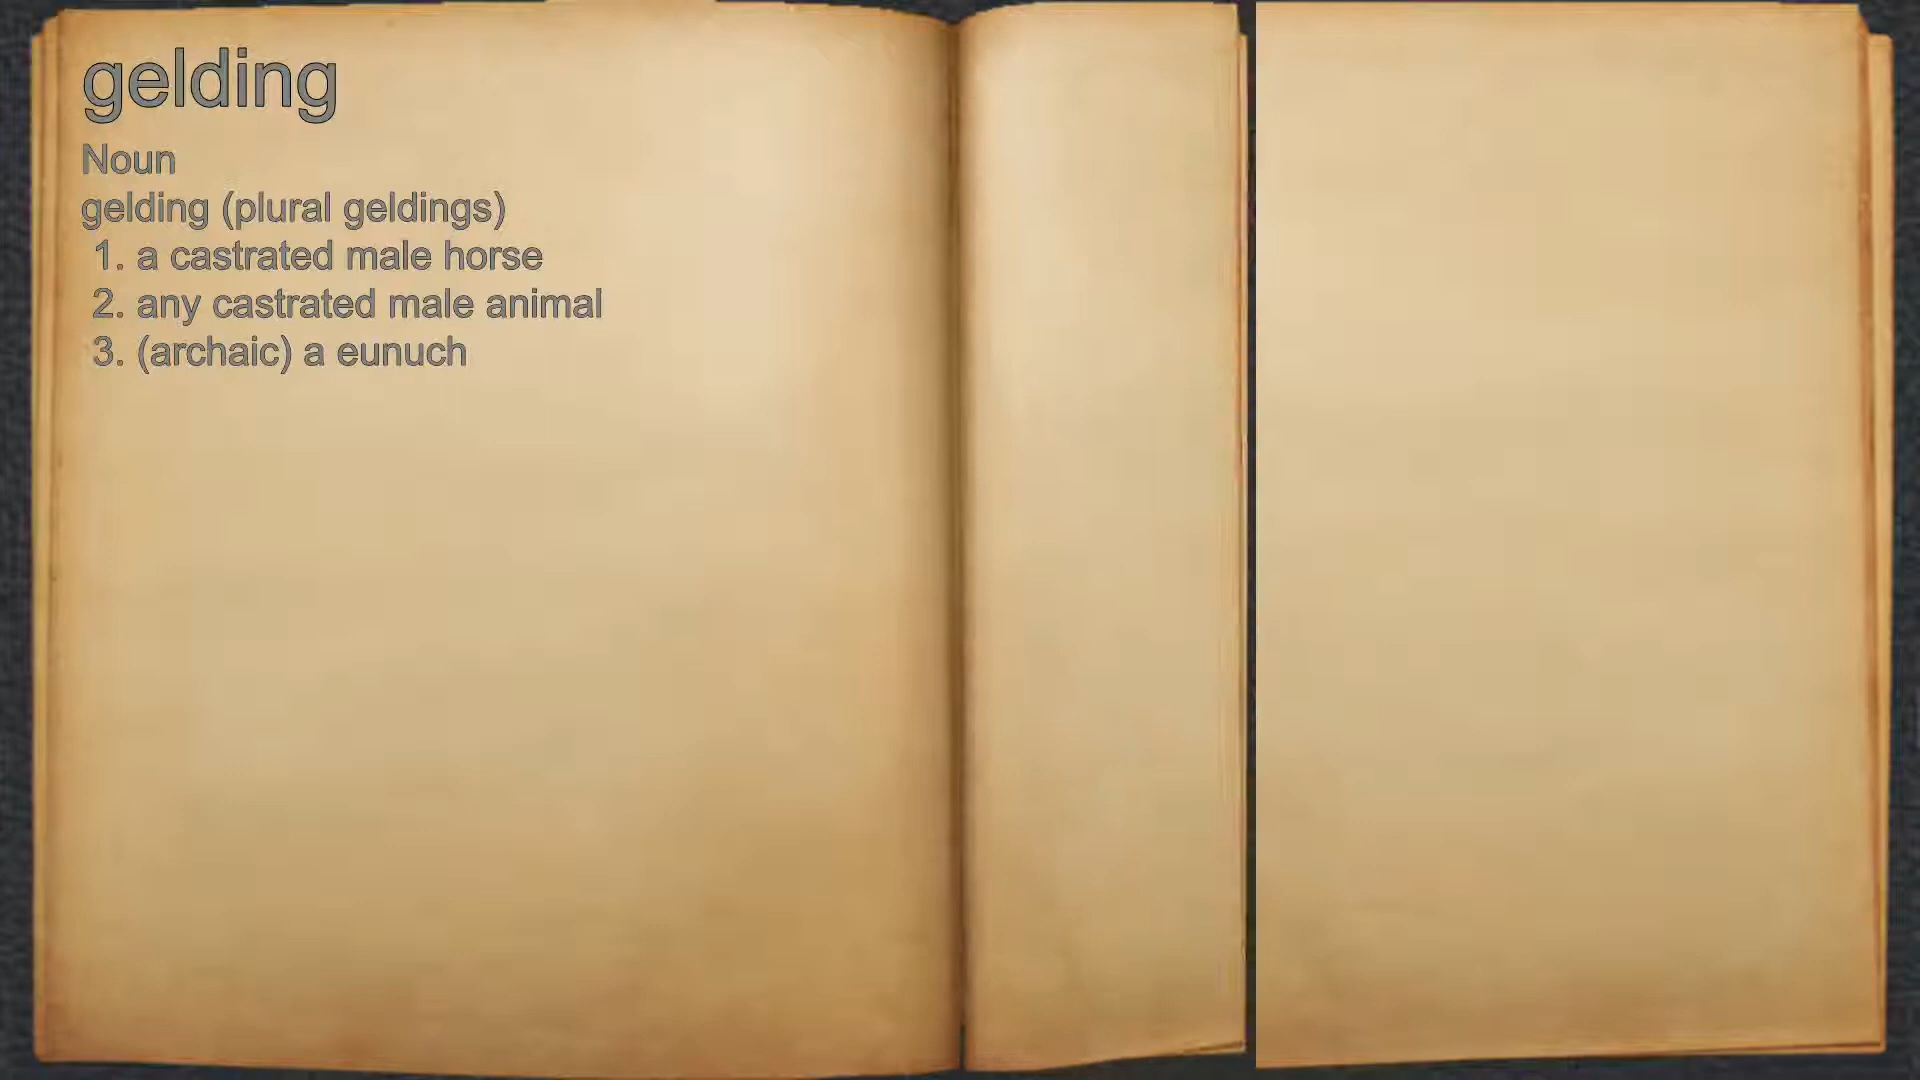 gelding
Noun
gelding (plural geldings)
1. a castrated male horse
2. any castrated male animal
3. (archaic) a eunuch